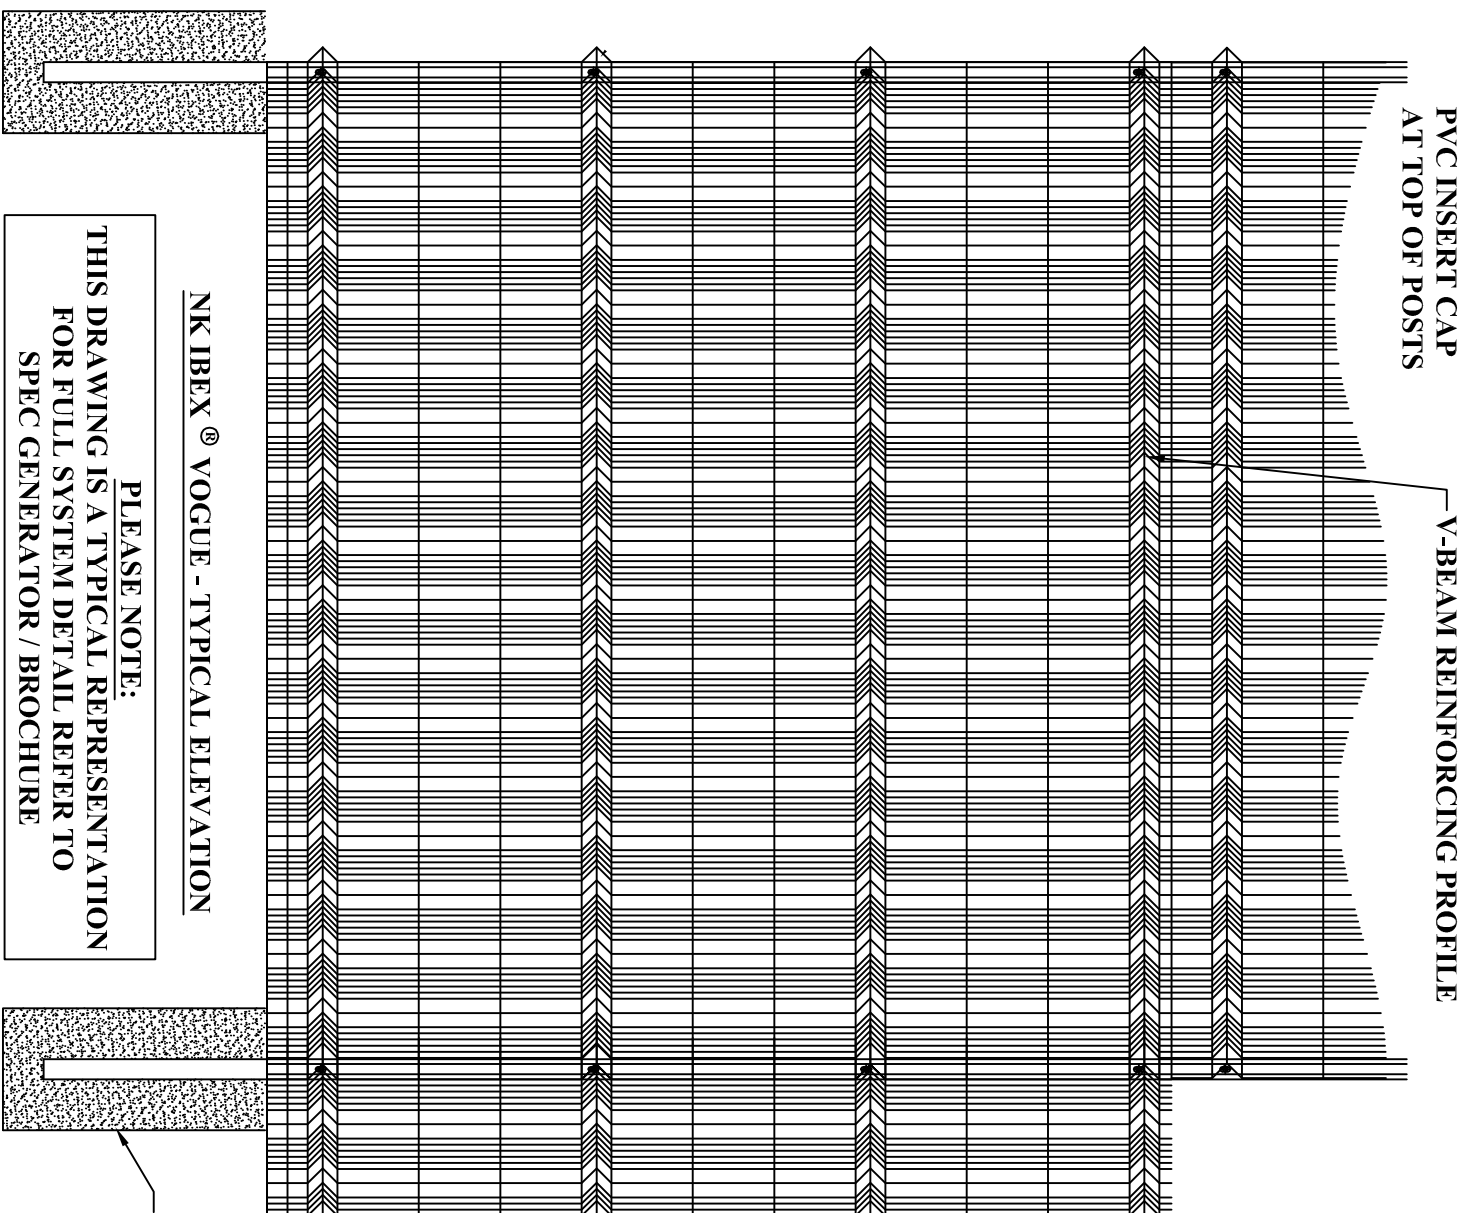 PVC INSERT CAP
AT TOP OF POSTS
V-BEAM REINFORCING PROFILE
NK IBEX ® VOGUE - TYPICAL ELEVATION
PLEASE NOTE:
THIS DRAWING IS A TYPICAL REPRESENTATION
FOR FULL SYSTEM DETAIL REFER TO
SPEC GENERATOR / BROCHURE